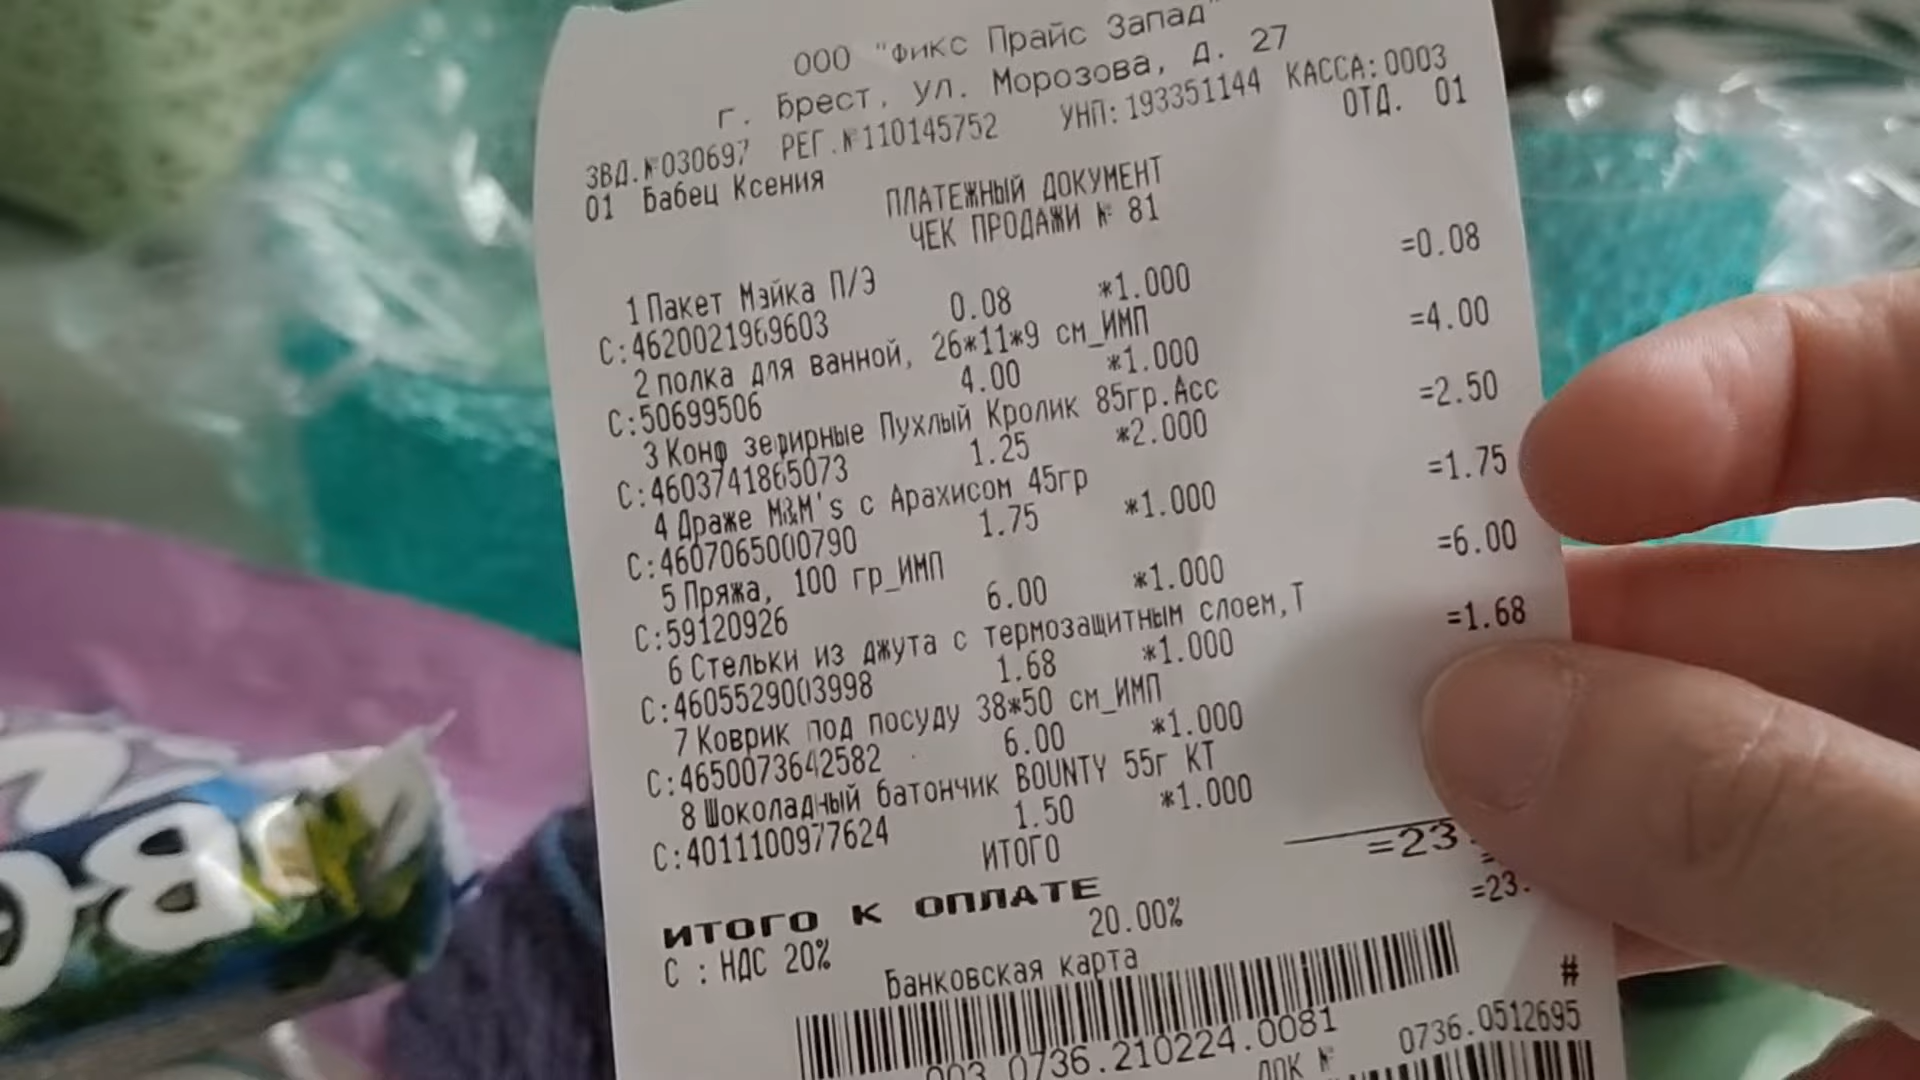 ООО "Фикс Прайс Запад"
г. Брест, ул. Морозова, д. 27
ЗВД.№030697 РЕГ.№110145752 УНП:193351144 КАССА:0003
01 Бабец Ксения ОТД. 01
ПЛАТЕЖНЫЙ ДОКУМЕНТ
ЧЕК ПРОДАЖИ № 81
1 Пакет Мэйка П/Э
С:4620021969603 0.08 *1.000 =0.08
2 полка для ванной, 26*11*9 см_ИМП
С:50699506 4.00 *1.000 =4.00
3 Конф зефирные Пухлый Кролик 85гр.Асс
С:4603741865073 1.25 *2.000 =2.50
4 Драже M&M's с Арахисом 45гр
С:4607065000790 1.75 *1.000 =1.75
5 Пряжа, 100 гр_ИМП
С:59120926 6.00 *1.000 =6.00
6 Стельки из джута с термозащитным слоем,Т
С:4605529003998 1.68 *1.000 =1.68
7 Коврик под посуду 38*50 см_ИМП
С:4650073642582 6.00 *1.000
8 Шоколадный батончик BOUNTY 55г КТ
С:4011100977624 1.50 *1.000
ИТОГО
ИТОГО К ОПЛАТЕ =23
С : НДС 20% 20.00%
Банковская карта =23.
#
003 0736.210224.0081
ДОК № 0736.0512695
ВО